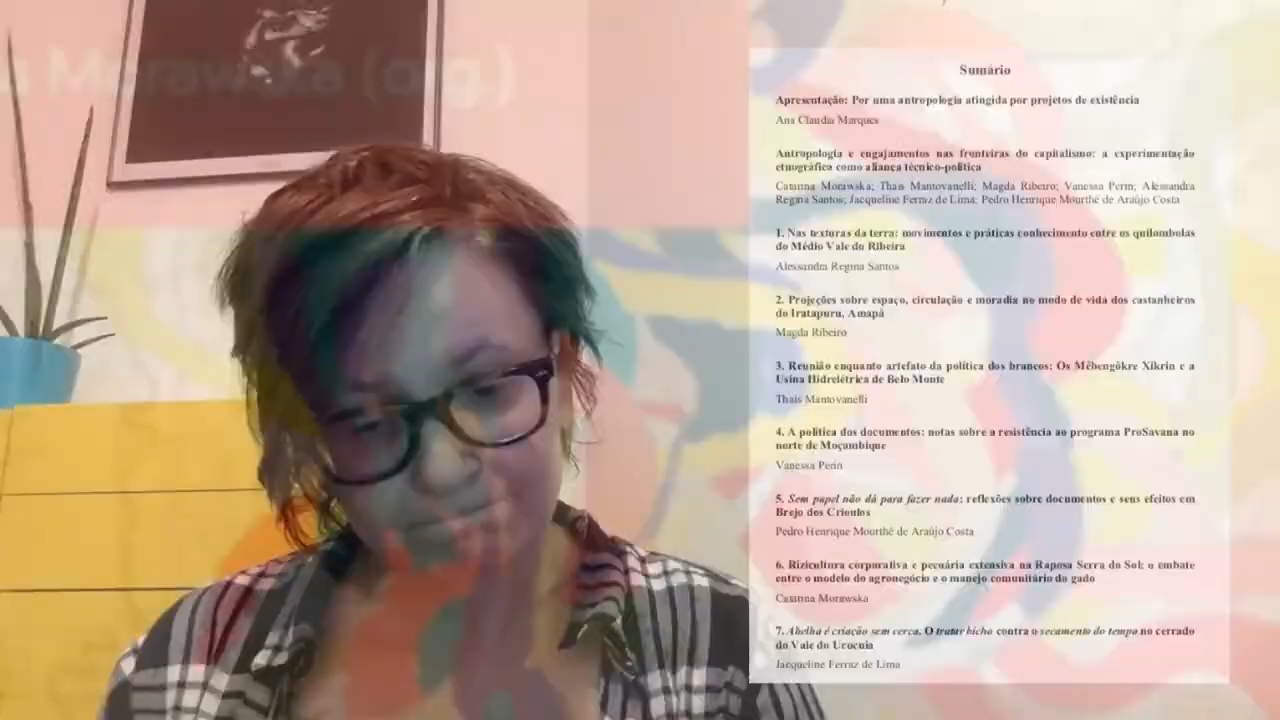 a Morawska (org.)
Sumário
Apresentação: Por uma antropologia atingida por projetos de existência
Ana Claudia Marques
Antropologia e engajamentos nas fronteiras do capitalismo: a experimentação
etnográfica como aliança técnico-política
Catarina Morawska; Thais Mantovanelli; Magda Ribeiro; Vanessa Perin; Alessandra
Regina Santos; Jacqueline Ferraz de Lima; Pedro Henrique Mourthé de Araújo Costa
1. Nas texturas da terra: movimentos e práticas conhecimento entre os quilombolas
do Médio Vale do Ribeira
Alessandra Regina Santos
2. Projeções sobre espaço, circulação e moradia no modo de vida dos castanheiros
do Iratapuru, Amapá
Magda Ribeiro
3. Reunião enquanto artefato da política dos brancos: Os Mẽbengôkre Xikrin e a
Usina Hidrelétrica de Belo Monte
Thais Mantovanelli
4. A política dos documentos: notas sobre a resistência ao programa ProSavana no
norte de Moçambique
Vanessa Perin
5. Sem papel não dá para fazer nada: reflexões sobre documentos e seus efeitos em
Brejo dos Crioulos
Pedro Henrique Mourthé de Araújo Costa
6. Rizicultura corporativa e pecuária extensiva na Raposa Serra do Sol: o embate
entre o modelo do agronegócio e o manejo comunitário do gado
Catarina Morawska
7. Abelha é criação sem cerca. O tratar bicho contra o secamento do tempo no cerrado
do Vale do Urucuia
Jacqueline Ferraz de Lima